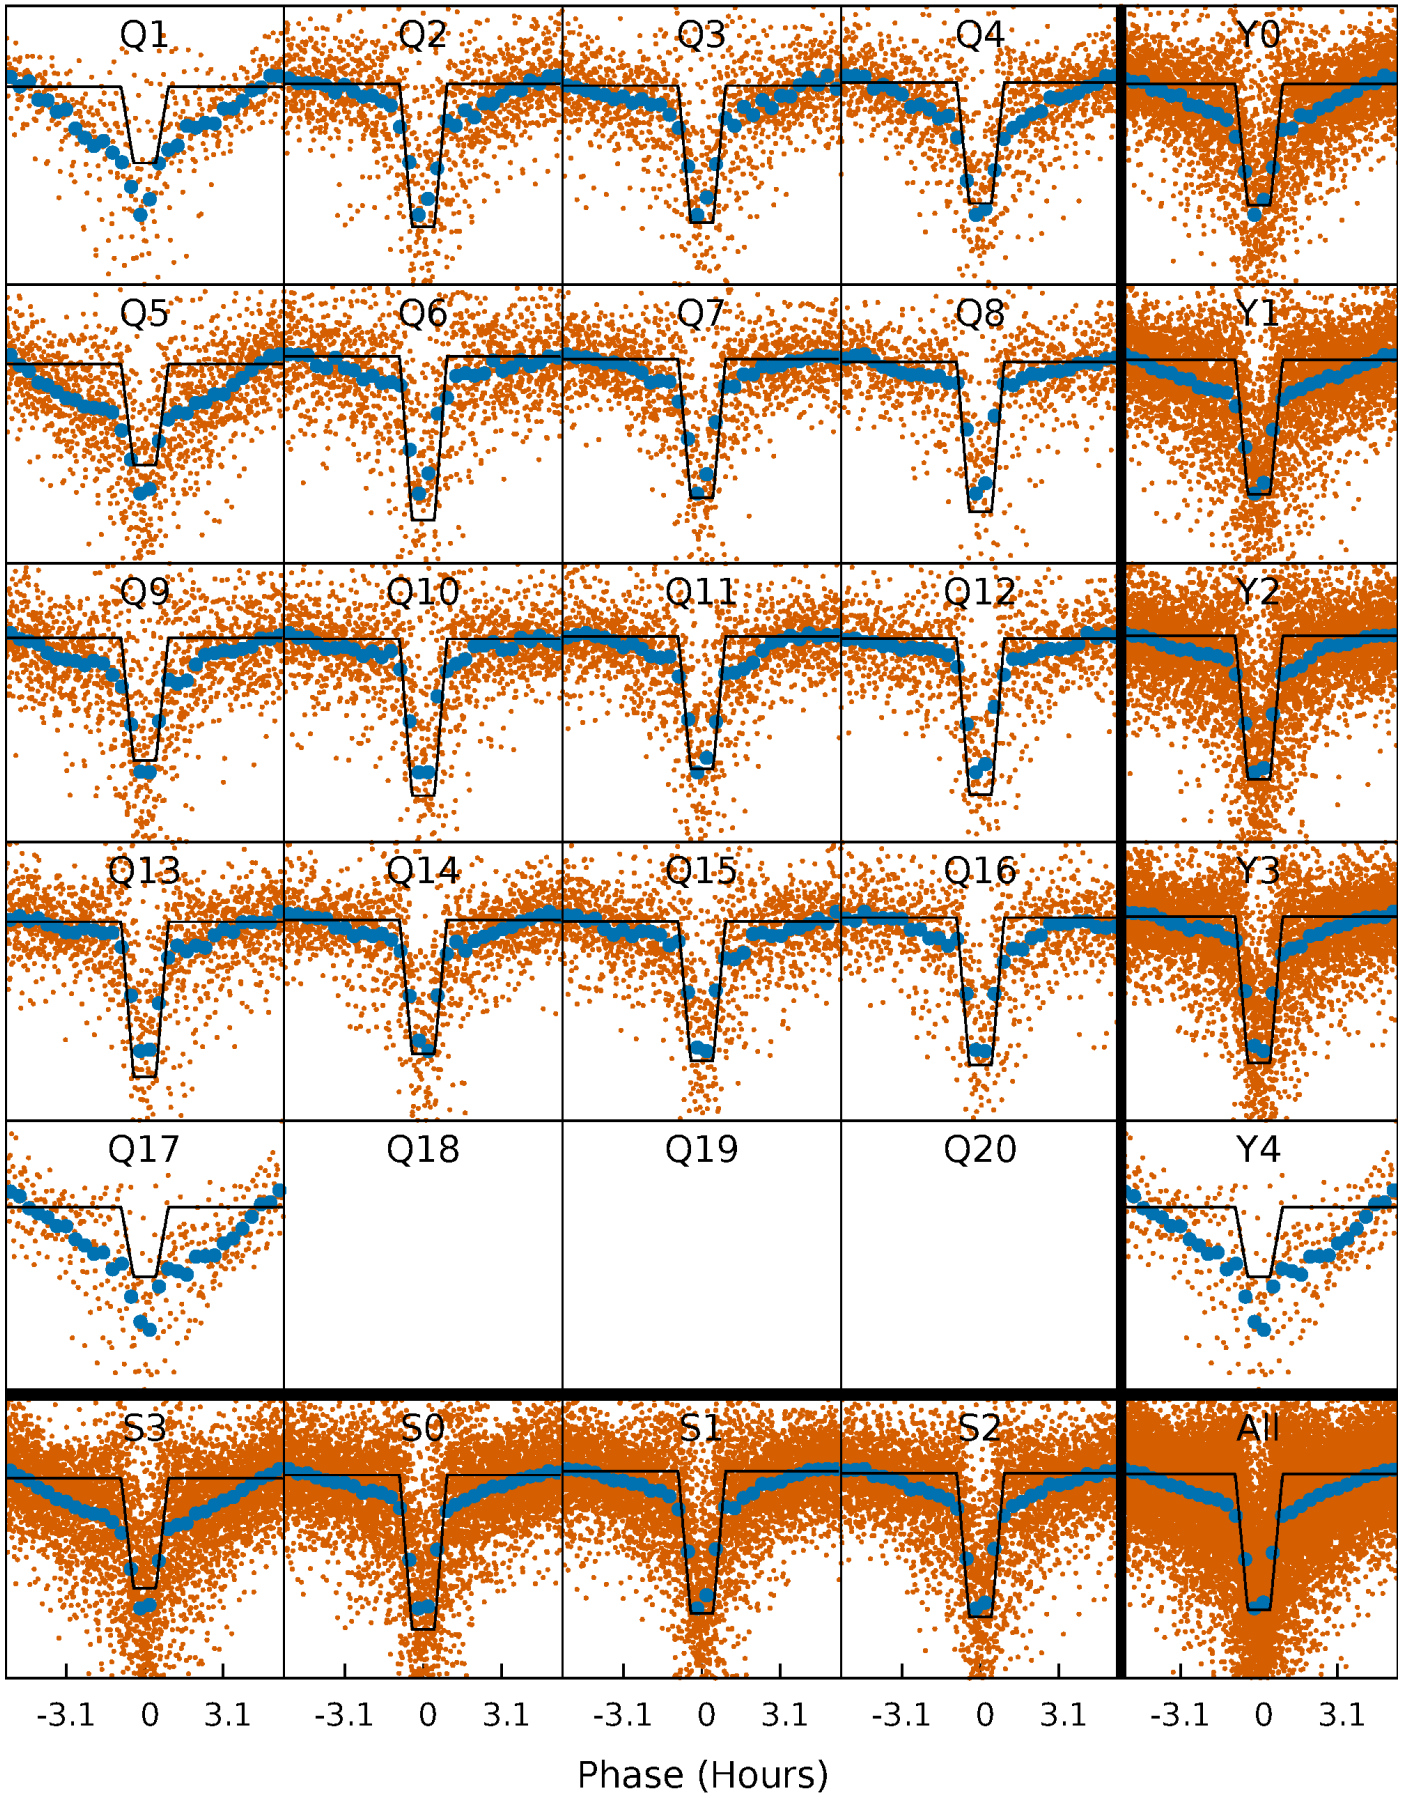 Q1 Q2 Q3 Q4 Y0
Q5 Q6 Q7 Q8 Y1
Q9 Q10 Q11 Q12 Y2
Q13 Q14 Q15 Q16 Y3
Q17 Q18 Q19 Q20 Y4
S3 S0 S1 S2 All
-3.1 0 3.1 -3.1 0 3.1 -3.1 0 3.1 -3.1 0 3.1 -3.1 0 3.1
Phase (Hours)